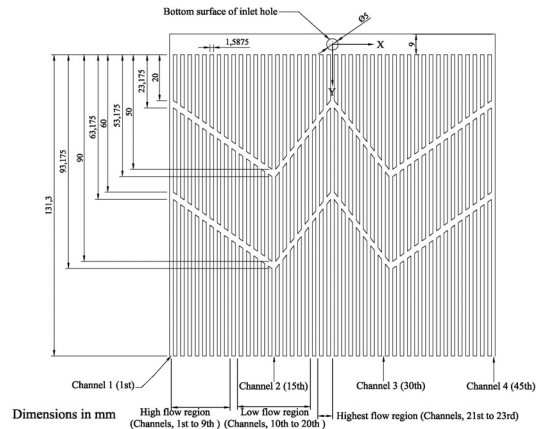 Bottom surface of inlet hole
Ø5
1,5875
X
9
Y
20
23,175
50
53,175
60
63,175
90
93,175
131,3
Channel 1 (1st)
Channel 2 (15th)
Channel 3 (30th)
Channel 4 (45th)
Dimensions in mm
High flow region
(Channels, 1st to 9th)
Low flow region
(Channels, 10th to 20th)
Highest flow region (Channels, 21st to 23rd)